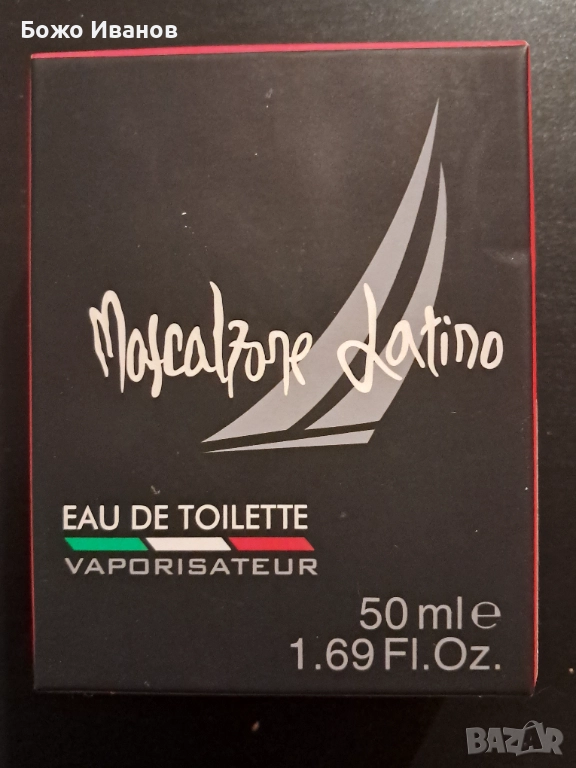 Божо Иванов
Mascalzone Latino
EAU DE TOILETTE
VAPORISATEUR
50 ml e
1.69 Fl.Oz.
BAZAR